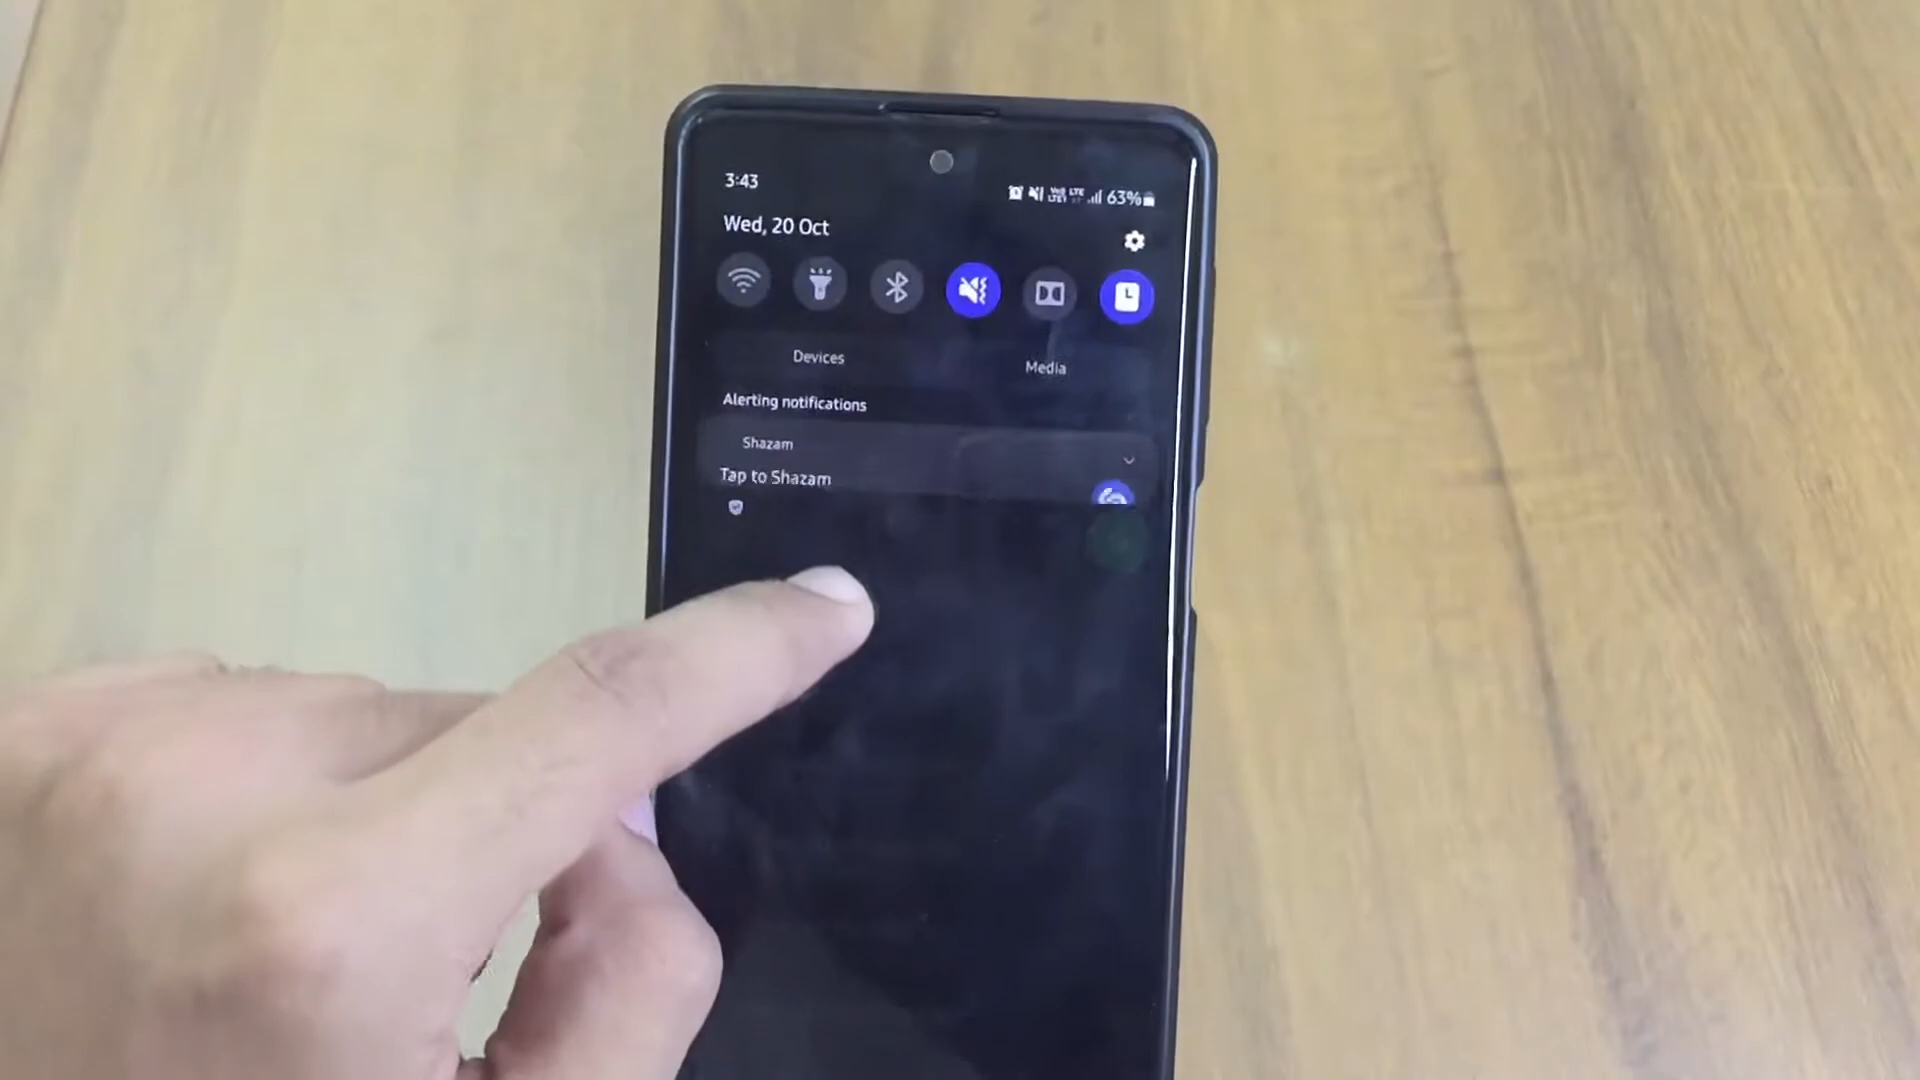 3:43
63%
Wed, 20 Oct
Devices
Media
Alerting notifications
Shazam
Tap to Shazam